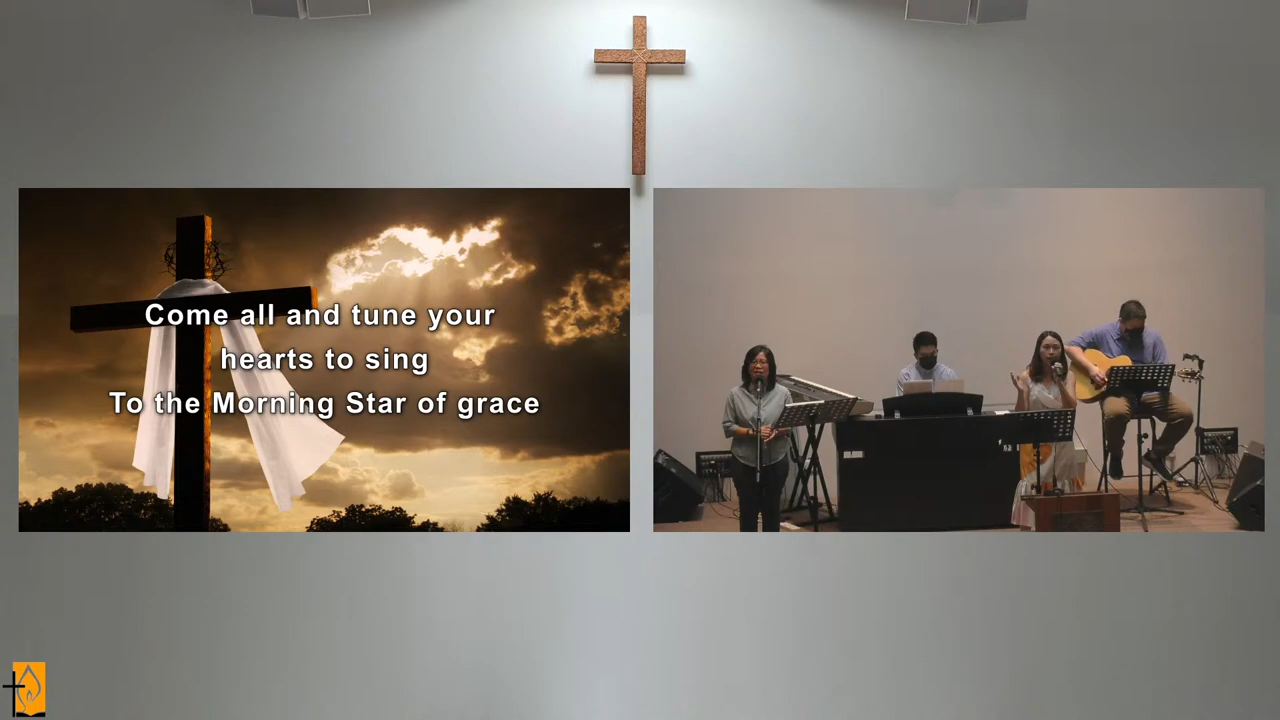 Come all and tune your
hearts to sing
To the Morning Star of grace